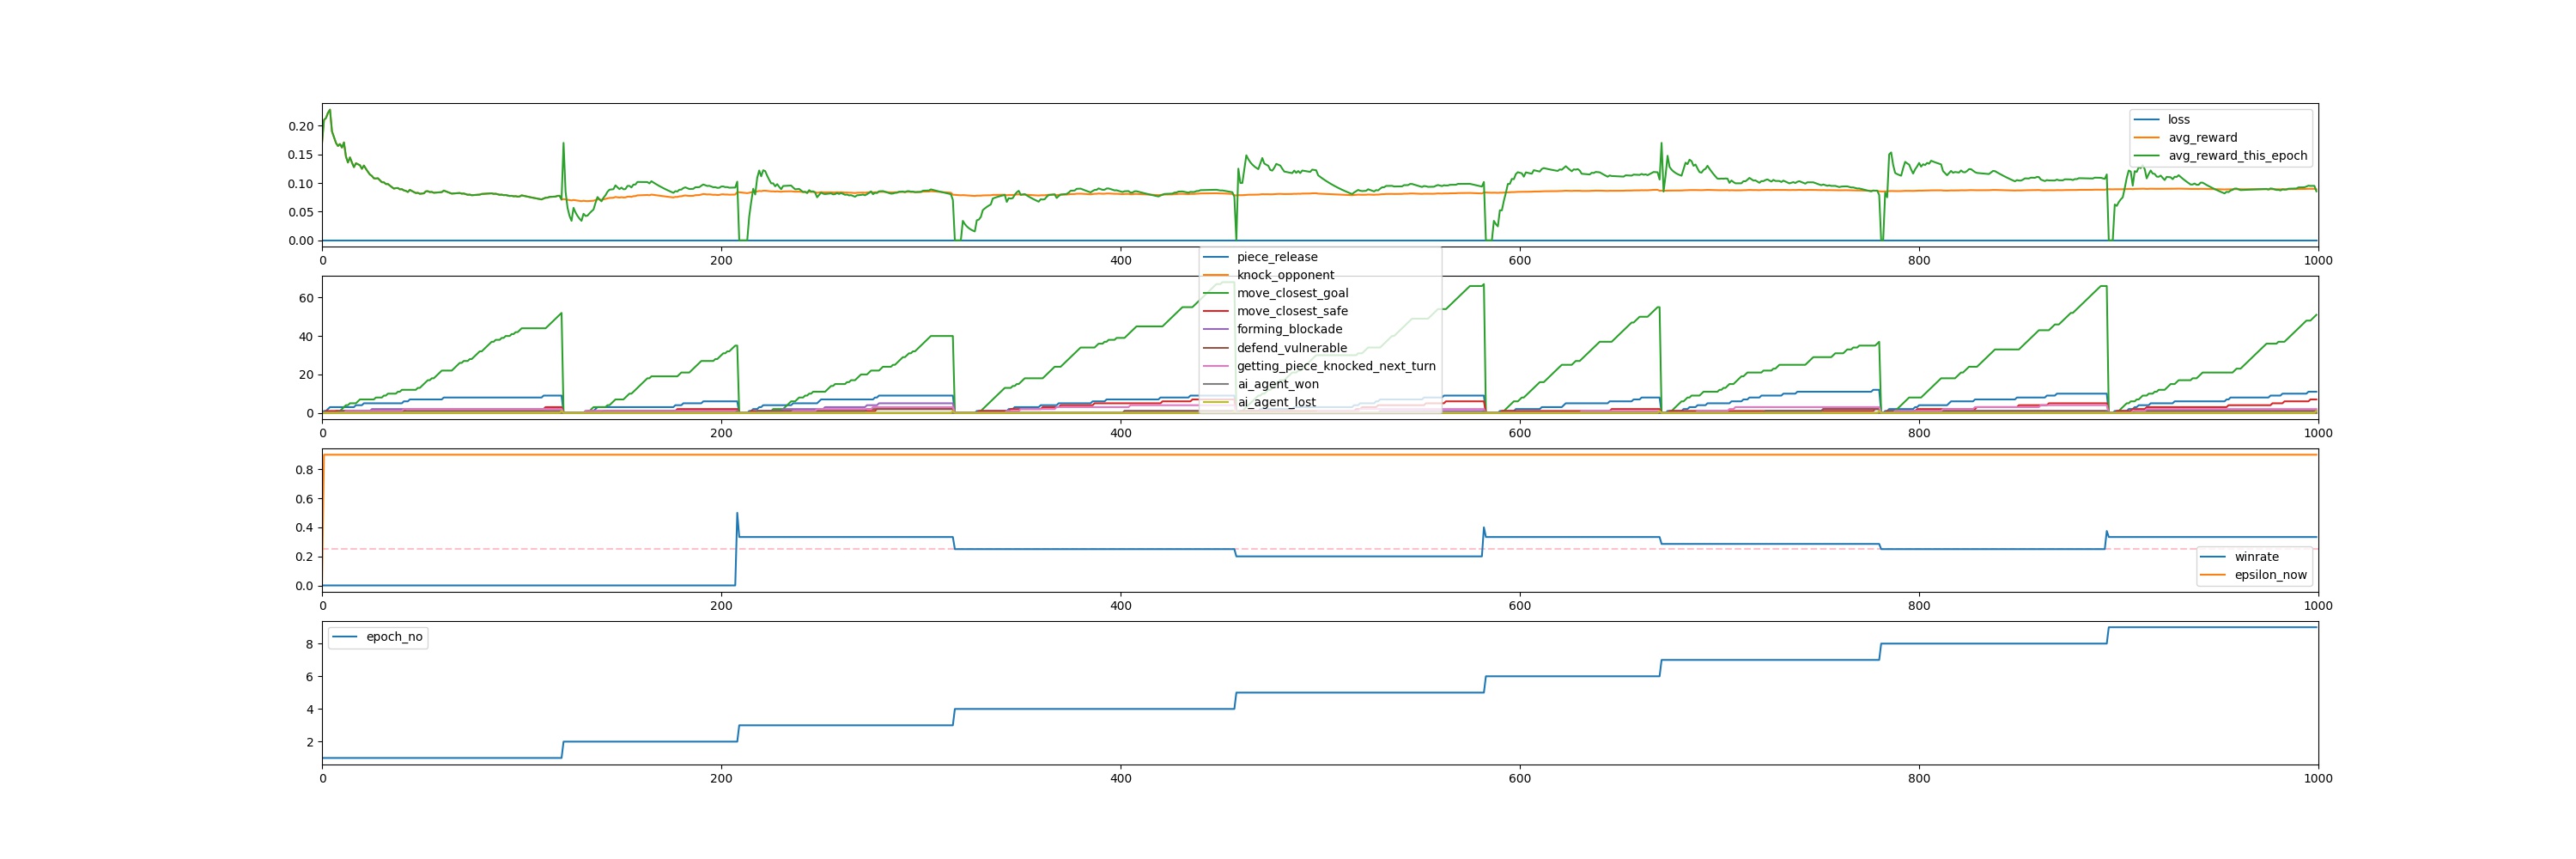 0.20
0.15
0.10
0.05
0.00
loss
avg_reward
avg_reward_this_epoch
0 200 400 600 800 1000
60
40
20
0
piece_release
knock_opponent
move_closest_goal
move_closest_safe
forming_blockade
defend_vulnerable
getting_piece_knocked_next_turn
ai_agent_won
ai_agent_lost
0 200 400 600 800 1000
0.8
0.6
0.4
0.2
0.0
winrate
epsilon_now
0 200 400 600 800 1000
8
6
4
2
epoch_no
0 200 400 600 800 1000